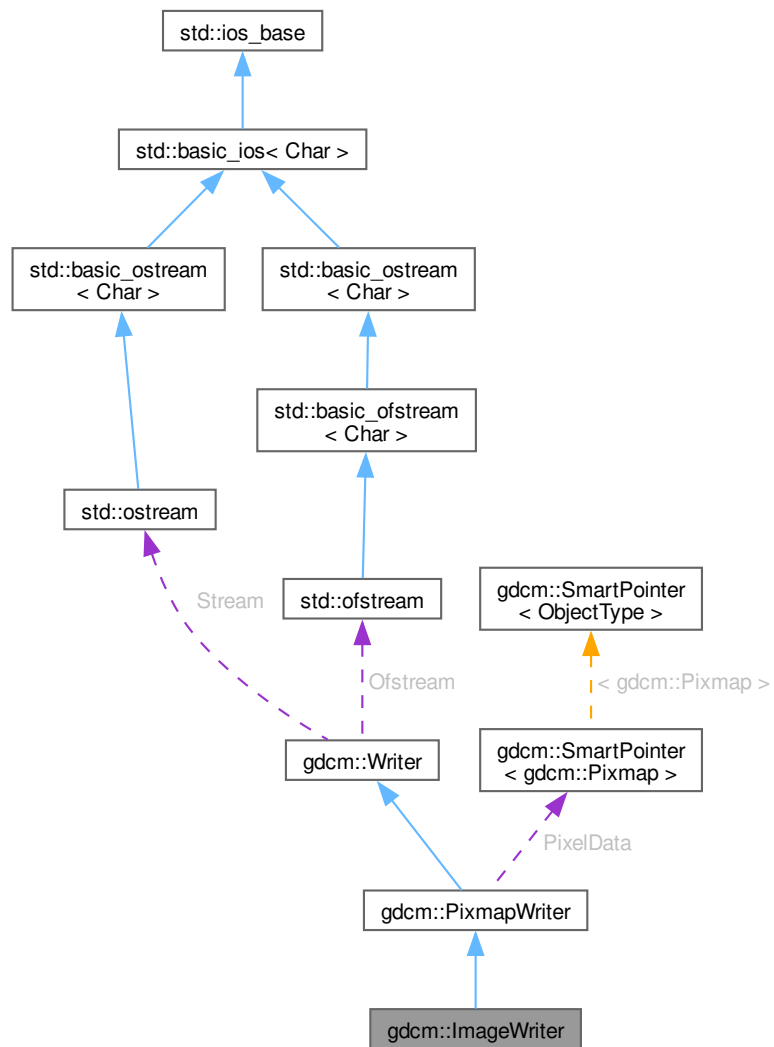 std::ios_base
std::basic_ios< Char >
std::basic_ostream
< Char >
std::basic_ostream
< Char >
std::basic_ofstream
< Char >
std::ostream
std::ofstream
gdcm::SmartPointer
< ObjectType >
Stream
Ofstream
< gdcm::Pixmap >
gdcm::Writer
gdcm::SmartPointer
< gdcm::Pixmap >
PixelData
gdcm::PixmapWriter
gdcm::ImageWriter